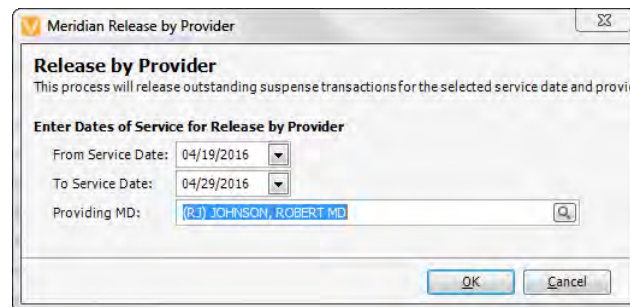 Meridian Release by Provider
Release by Provider
This process will release outstanding suspense transactions for the selected service date and provi
Enter Dates of Service for Release by Provider
From Service Date: 04/19/2016
To Service Date: 04/29/2016
Providing MD: (RJ) JOHNSON, ROBERT MD
OK Cancel